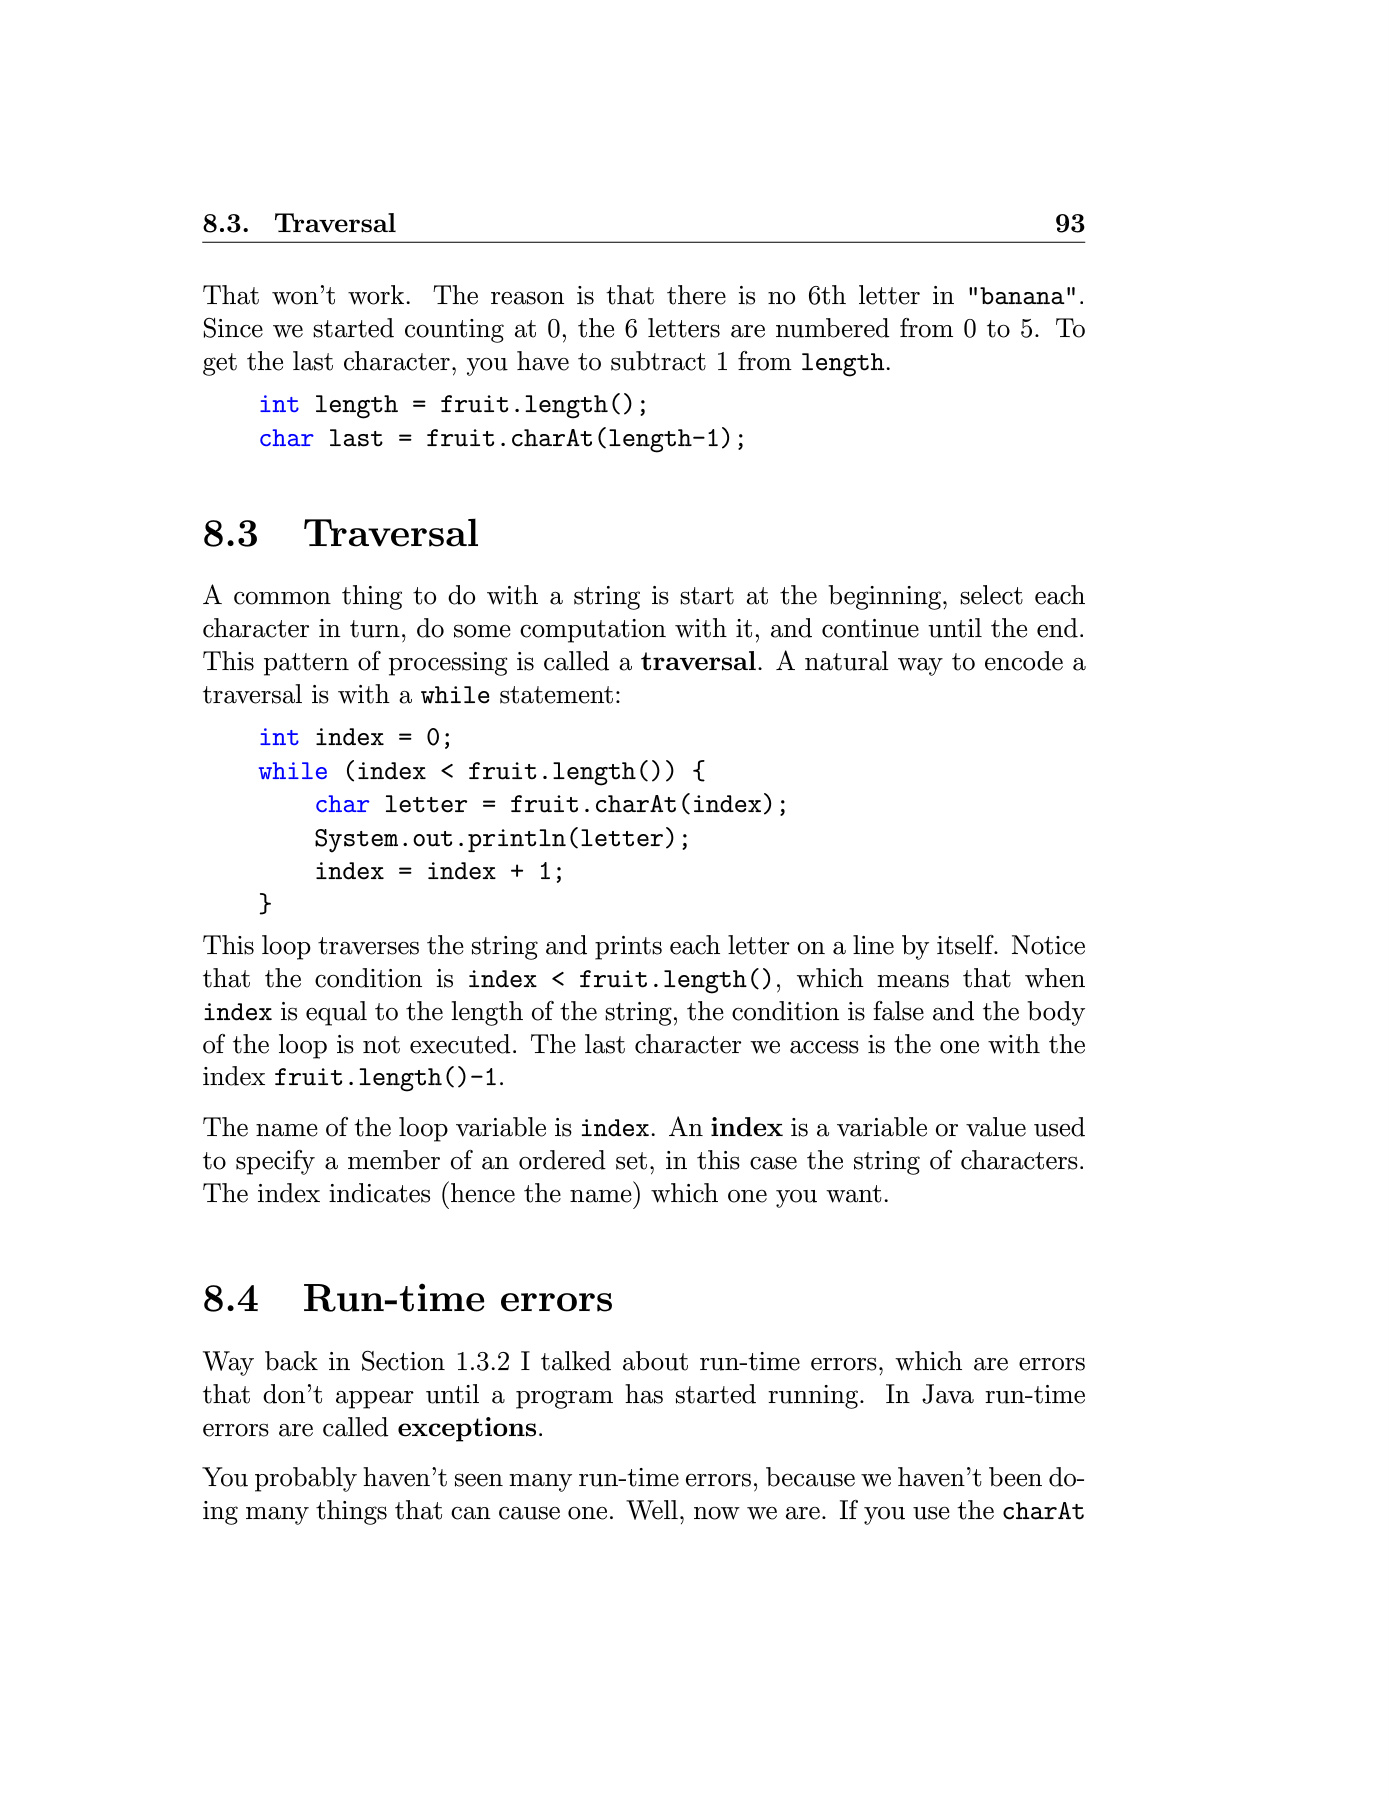 8.3. Traversal 93
That won't work. The reason is that there is no 6th letter in "banana".
Since we started counting at 0, the 6 letters are numbered from 0 to 5. To
get the last character, you have to subtract 1 from length.
int length = fruit.length();
char last = fruit.charAt(length-1);
8.3 Traversal
A common thing to do with a string is start at the beginning, select each
character in turn, do some computation with it, and continue until the end.
This pattern of processing is called a traversal. A natural way to encode a
traversal is with a while statement:
int index = 0;
while (index < fruit.length()) {
    char letter = fruit.charAt(index);
    System.out.println(letter);
    index = index + 1;
}
This loop traverses the string and prints each letter on a line by itself. Notice
that the condition is index < fruit.length(), which means that when
index is equal to the length of the string, the condition is false and the body
of the loop is not executed. The last character we access is the one with the
index fruit.length()-1.
The name of the loop variable is index. An index is a variable or value used
to specify a member of an ordered set, in this case the string of characters.
The index indicates (hence the name) which one you want.
8.4 Run-time errors
Way back in Section 1.3.2 I talked about run-time errors, which are errors
that don't appear until a program has started running. In Java run-time
errors are called exceptions.
You probably haven't seen many run-time errors, because we haven't been do-
ing many things that can cause one. Well, now we are. If you use the charAt